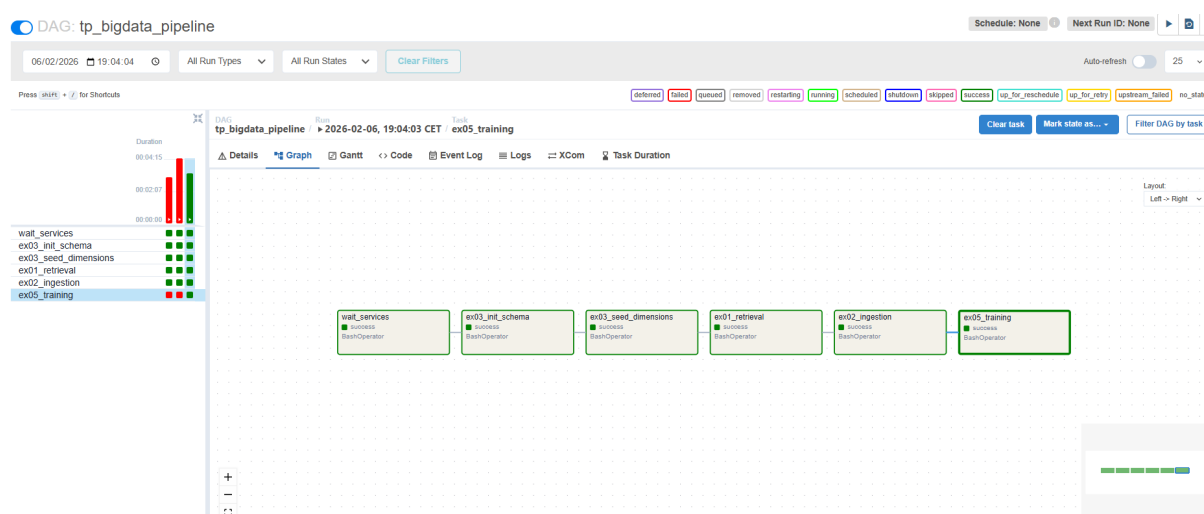 DAG: tp_bigdata_pipeline
Schedule: None
Next Run ID: None
06/02/2026 19:04:04
All Run Types
All Run States
Clear Filters
Auto-refresh
25
Press shift + / for Shortcuts
deferred failed queued removed restarting running scheduled shutdown skipped success up_for_reschedule up_for_retry upstream_failed
DAG
tp_bigdata_pipeline /
Run
2026-02-06, 19:04:03 CET /
Task
ex05_training
Clear task
Mark state as...
Filter DAG by task
Duration
00:04:15
00:02:07
00:00:00
Details
Graph
Gantt
Code
Event Log
Logs
XCom
Task Duration
Layout:
Left -> Right
wait_services
ex03_init_schema
ex03_seed_dimensions
ex01_retrieval
ex02_ingestion
ex05_training
wait_services
success
BashOperator
ex03_init_schema
success
BashOperator
ex03_seed_dimensions
success
BashOperator
ex01_retrieval
success
BashOperator
ex02_ingestion
success
BashOperator
ex05_training
success
BashOperator